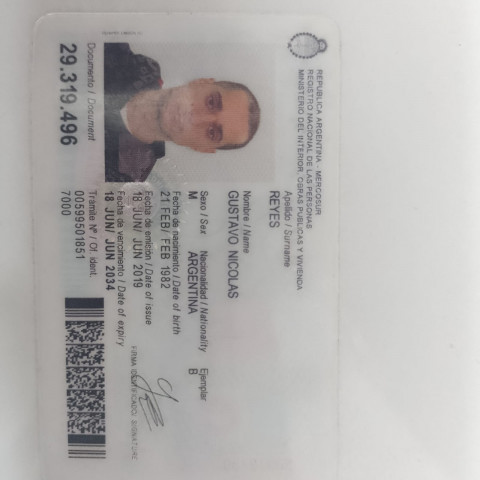 REPUBLICA ARGENTINA - MERCOSUR
REGISTRO NACIONAL DE LAS PERSONAS
MINISTERIO DEL INTERIOR, OBRAS PUBLICAS Y VIVIENDA
Apellido / Surname
REYES
Nombre / Name
GUSTAVO NICOLAS
Sexo / Sex Nacionalidad / Nationality Ejemplar
M ARGENTINA B
Fecha de nacimiento / Date of birth
21 FEB/ FEB 1982
Fecha de emisión / Date of issue
18 JUN/ JUN 2019
Fecha de vencimiento / Date of expiry
18 JUN/ JUN 2034
FIRMA IDENTIFICADO/ SIGNATURE
Documento / Document
29.319.496
Trámite Nº / Of. ident.
00599501851
7000